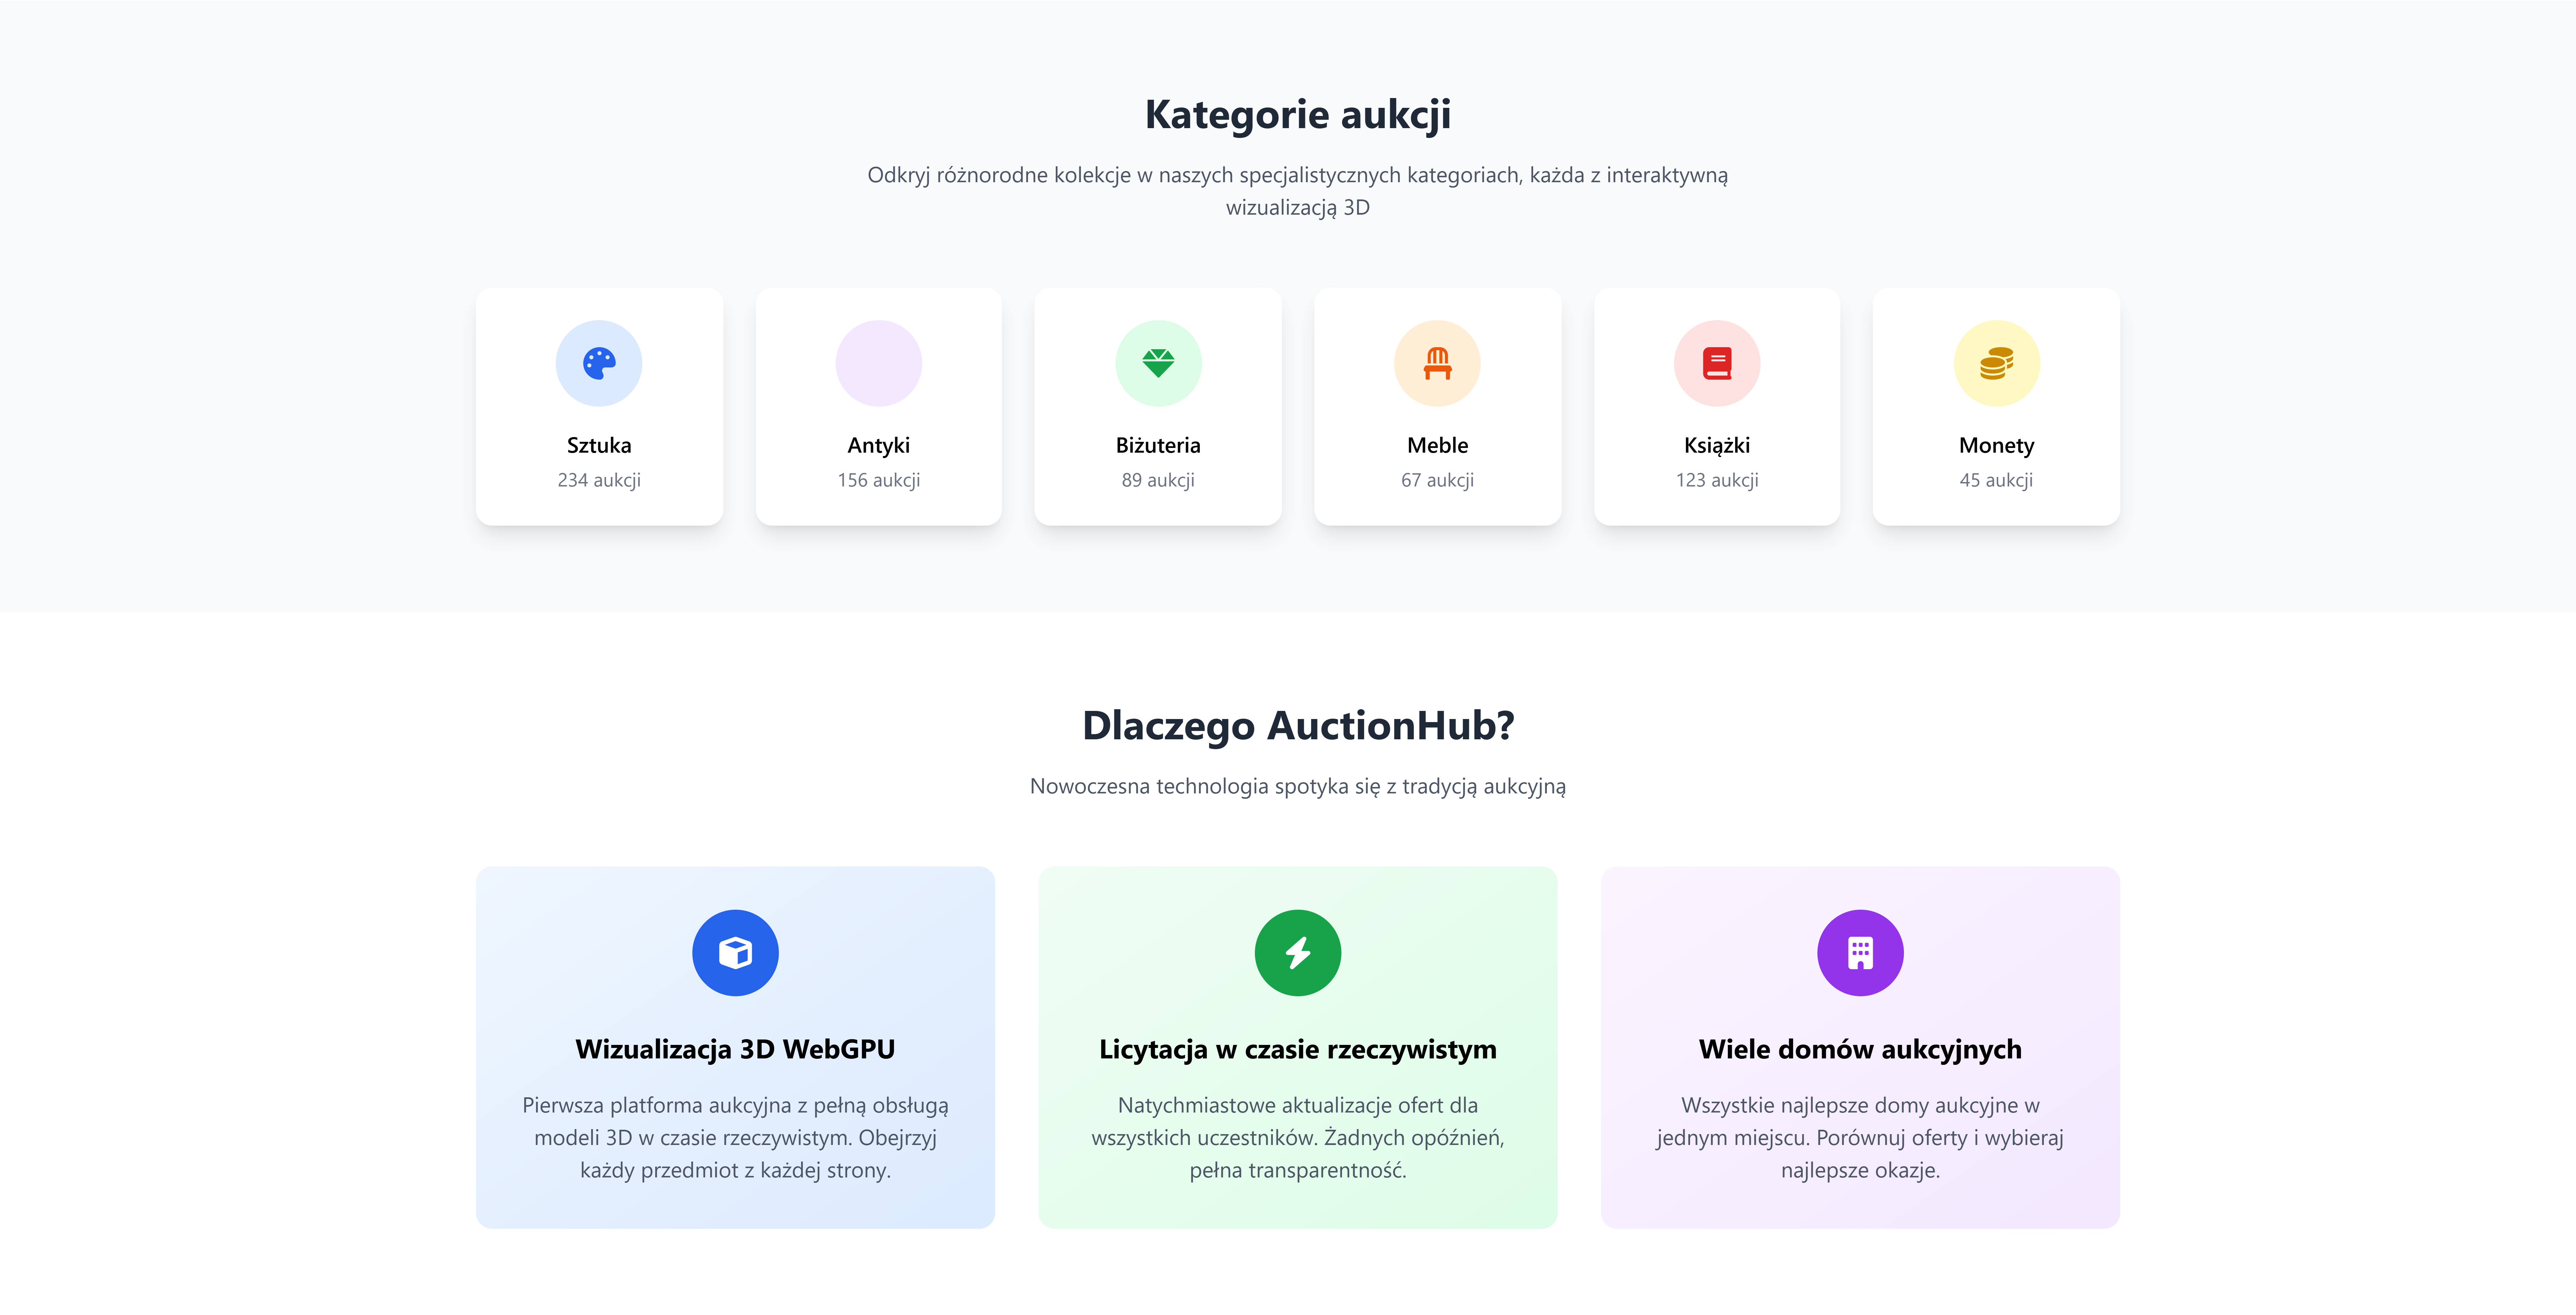 Kategorie aukcji
Odkryj różnorodne kolekcje w naszych specjalistycznych kategoriach, każda z interaktywną
wizualizacją 3D
Sztuka
234 aukcji
Antyki
156 aukcji
Biżuteria
89 aukcji
Meble
67 aukcji
Książki
123 aukcji
Monety
45 aukcji
Dlaczego AuctionHub?
Nowoczesna technologia spotyka się z tradycją aukcyjną
Wizualizacja 3D WebGPU
Pierwsza platforma aukcyjna z pełną obsługą
modeli 3D w czasie rzeczywistym. Obejrzyj
każdy przedmiot z każdej strony.
Licytacja w czasie rzeczywistym
Natychmiastowe aktualizacje ofert dla
wszystkich uczestników. Żadnych opóźnień,
pełna transparentność.
Wiele domów aukcyjnych
Wszystkie najlepsze domy aukcyjne w
jednym miejscu. Porównuj oferty i wybieraj
najlepsze okazje.